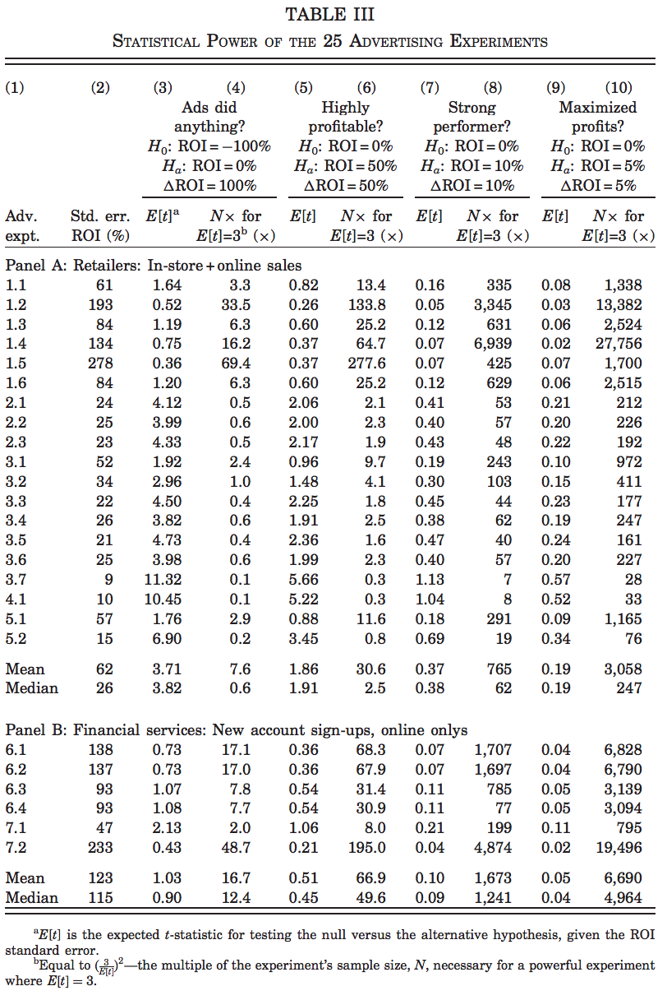 TABLE III
STATISTICAL POWER OF THE 25 ADVERTISING EXPERIMENTS
(1) (2) (3) (4) (5) (6) (7) (8) (9) (10)
Ads did Highly Strong Maximized
anything? profitable? performer? profits?
H0: ROI=−100% H0: ROI=0% H0: ROI=0% H0: ROI=0%
Ha: ROI=0% Ha: ROI=50% Ha: ROI=10% Ha: ROI=5%
ΔROI=100% ΔROI=50% ΔROI=10% ΔROI=5%
Adv. Std. err. E[t]a N× for E[t] N× for E[t] N× for E[t] N× for
expt. ROI (%) E[t]=3b (×) E[t]=3 (×) E[t]=3 (×) E[t]=3 (×)
Panel A: Retailers: In-store+online sales
1.1 61 1.64 3.3 0.82 13.4 0.16 335 0.08 1,338
1.2 193 0.52 33.5 0.26 133.8 0.05 3,345 0.03 13,382
1.3 84 1.19 6.3 0.60 25.2 0.12 631 0.06 2,524
1.4 134 0.75 16.2 0.37 64.7 0.07 6,939 0.02 27,756
1.5 278 0.36 69.4 0.37 277.6 0.07 425 0.07 1,700
1.6 84 1.20 6.3 0.60 25.2 0.12 629 0.06 2,515
2.1 24 4.12 0.5 2.06 2.1 0.41 53 0.21 212
2.2 25 3.99 0.6 2.00 2.3 0.40 57 0.20 226
2.3 23 4.33 0.5 2.17 1.9 0.43 48 0.22 192
3.1 52 1.92 2.4 0.96 9.7 0.19 243 0.10 972
3.2 34 2.96 1.0 1.48 4.1 0.30 103 0.15 411
3.3 22 4.50 0.4 2.25 1.8 0.45 44 0.23 177
3.4 26 3.82 0.6 1.91 2.5 0.38 62 0.19 247
3.5 21 4.73 0.4 2.36 1.6 0.47 40 0.24 161
3.6 25 3.98 0.6 1.99 2.3 0.40 57 0.20 227
3.7 9 11.32 0.1 5.66 0.3 1.13 7 0.57 28
4.1 10 10.45 0.1 5.22 0.3 1.04 8 0.52 33
5.1 57 1.76 2.9 0.88 11.6 0.18 291 0.09 1,165
5.2 15 6.90 0.2 3.45 0.8 0.69 19 0.34 76
Mean 62 3.71 7.6 1.86 30.6 0.37 765 0.19 3,058
Median 26 3.82 0.6 1.91 2.5 0.38 62 0.19 247
Panel B: Financial services: New account sign-ups, online onlys
6.1 138 0.73 17.1 0.36 68.3 0.07 1,707 0.04 6,828
6.2 137 0.73 17.0 0.36 67.9 0.07 1,697 0.04 6,790
6.3 93 1.07 7.8 0.54 31.4 0.11 785 0.05 3,139
6.4 93 1.08 7.7 0.54 30.9 0.11 77 0.05 3,094
7.1 47 2.13 2.0 1.06 8.0 0.21 199 0.11 795
7.2 233 0.43 48.7 0.21 195.0 0.04 4,874 0.02 19,496
Mean 123 1.03 16.7 0.51 66.9 0.10 1,673 0.05 6,690
Median 115 0.90 12.4 0.45 49.6 0.09 1,241 0.04 4,964
aE[t] is the expected t-statistic for testing the null versus the alternative hypothesis, given the ROI
standard error.
bEqual to (3/E[t])2—the multiple of the experiment's sample size, N, necessary for a powerful experiment
where E[t] = 3.